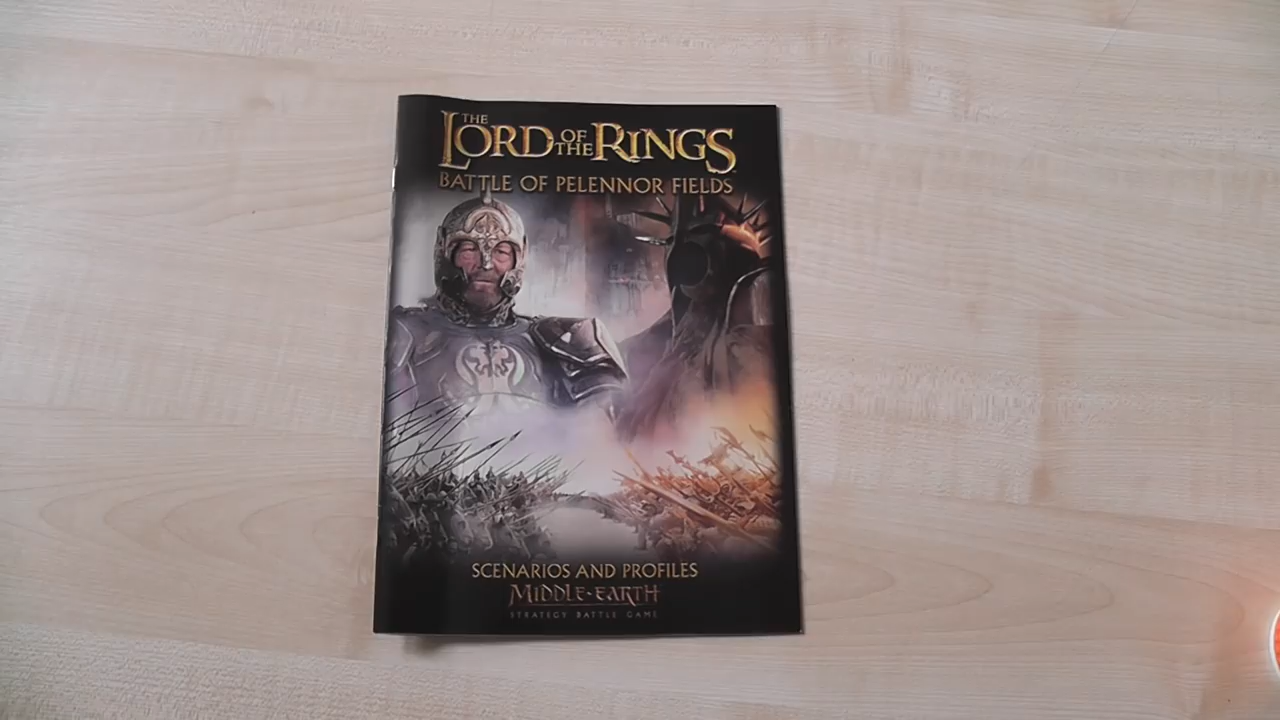 THE LORD OF THE RINGS
BATTLE OF PELENNOR FIELDS
SCENARIOS AND PROFILES
MIDDLE-EARTH
STRATEGY BATTLE GAME